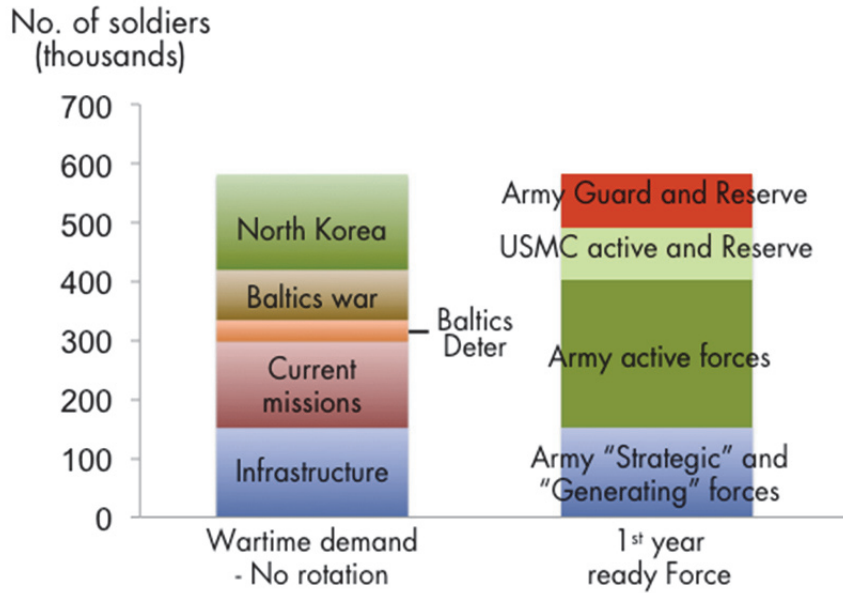 No. of soldiers
(thousands)
700
600
500
400
300
200
100
0
North Korea
Baltics war
Baltics
Deter
Current
missions
Infrastructure
Army Guard and Reserve
USMC active and Reserve
Army active forces
Army "Strategic" and
"Generating" forces
Wartime demand
- No rotation
1st year
ready Force